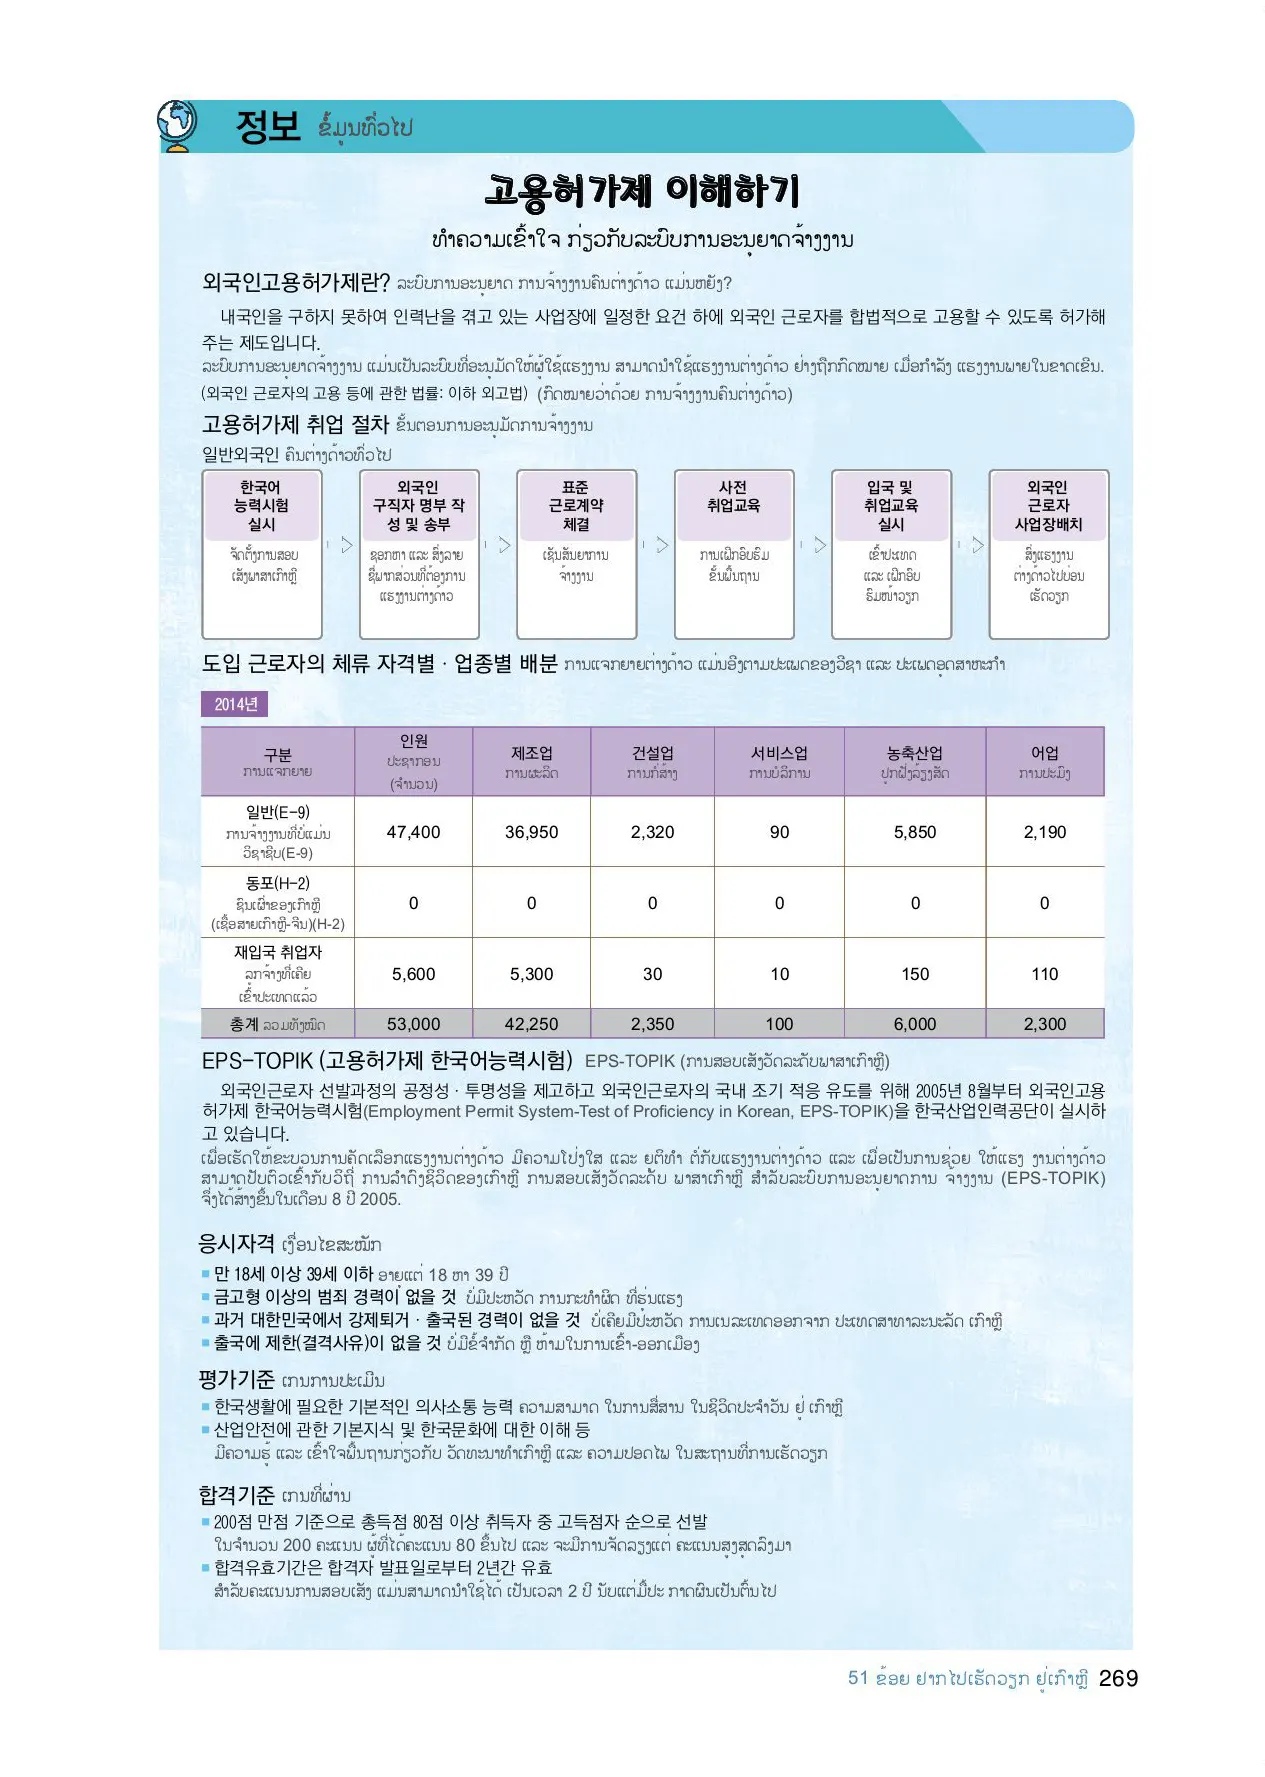 정보 ຂໍ້ມູນທົ່ວໄປ
고용허가제 이해하기
ທຳຄວາມເຂົ້າໃຈ ກ່ຽວກັບລະບົບການອະນຸຍາດຈ້າງງານ
외국인고용허가제란? ລະບົບການອະນຸຍາດ ການຈ້າງງານຄົນຕ່າງດ້າວ ແມ່ນຫຍັງ?
내국인을 구하지 못하여 인력난을 겪고 있는 사업장에 일정한 요건 하에 외국인 근로자를 합법적으로 고용할 수 있도록 허가해
주는 제도입니다.
ລະບົບການອະນຸຍາດຈ້າງງານ ແມ່ນເປັນລະບົບທີ່ອະນຸມັດໃຫ້ຜູ້ໃຊ້ແຮງງານ ສາມາດນຳໃຊ້ແຮງງານຕ່າງດ້າວ ຢ່າງຖືກກົດໝາຍ ເມື່ອກຳລັງ ແຮງງານພາຍໃນຂາດເຂີນ.
(외국인 근로자의 고용 등에 관한 법률: 이하 외고법) (ກົດໝາຍວ່າດ້ວຍ ການຈ້າງງານຄົນຕ່າງດ້າວ)
고용허가제 취업 절차 ຂັ້ນຕອນການອະນຸມັດການຈ້າງງານ
일반외국인 ຄົນຕ່າງດ້າວທົ່ວໄປ
한국어
능력시험
실시
ຈັດຕັ້ງການສອບ
ເສັງພາສາເກົາຫຼີ
외국인
구직자 명부 작
성 및 송부
ຊອກຫາ ແລະ ສົ່ງລາຍ
ຊື່ພາກສ່ວນທີ່ຕ້ອງການ
ແຮງງານຕ່າງດ້າວ
표준
근로계약
체결
ເຊັນສັນຍາການ
ຈ້າງງານ
사전
취업교육
ການເຝິກອົບຮົມ
ຂັ້ນພື້ນຖານ
입국 및
취업교육
실시
ເຂົ້າປະເທດ
ແລະ ເຝິກອົບ
ຮົມໜ້າວຽກ
외국인
근로자
사업장배치
ສົ່ງແຮງງານ
ຕ່າງດ້າວໄປບ່ອນ
ເຮັດວຽກ
도입 근로자의 체류 자격별 · 업종별 배분 ການແຈກຍາຍຕ່າງດ້າວ ແມ່ນອີງຕາມປະເພດຂອງວີຊາ ແລະ ປະເພດອຸດສາຫະກຳ
2014년
구분 인원 제조업 건설업 서비스업 농축산업 어업
ການແຈກຍາຍ ປະຊາກອນ ການຜະລິດ ການກໍ່ສ້າງ ການບໍລິການ ປູກຝັງລ້ຽງສັດ ການປະມົງ
(ຈຳນວນ)
일반(E-9)
ການຈ້າງງານທີ່ບໍ່ແມ່ນ 47,400 36,950 2,320 90 5,850 2,190
ວິຊາຊີບ(E-9)
동포(H-2)
ຊົນເຜົ່າຂອງເກົາຫຼີ 0 0 0 0 0 0
(ເຊື້ອສາຍເກົາຫຼີ-ຈີນ)(H-2)
재입국 취업자
ລູກຈ້າງທີ່ເຄີຍ 5,600 5,300 30 10 150 110
ເຂົ້າປະເທດແລ້ວ
총계 ລວມທັງໝົດ 53,000 42,250 2,350 100 6,000 2,300
EPS-TOPIK (고용허가제 한국어능력시험) EPS-TOPIK (ການສອບເສັງວັດລະດັບພາສາເກົາຫຼີ)
외국인근로자 선발과정의 공정성 · 투명성을 제고하고 외국인근로자의 국내 조기 적응 유도를 위해 2005년 8월부터 외국인고용
허가제 한국어능력시험(Employment Permit System-Test of Proficiency in Korean, EPS-TOPIK)을 한국산업인력공단이 실시하
고 있습니다.
ເພື່ອເຮັດໃຫ້ຂະບວນການຄັດເລືອກແຮງງານຕ່າງດ້າວ ມີຄວາມໂປ່ງໃສ ແລະ ຍຸຕິທຳ ຕໍ່ກັບແຮງງານຕ່າງດ້າວ ແລະ ເພື່ອເປັນການຊ່ວຍ ໃຫ້ແຮງ ງານຕ່າງດ້າວ
ສາມາດປັບຕົວເຂົ້າກັບວິຖີ ການລຳດົງຊີວິດຂອງເກົາຫຼີ ການສອບເສັງວັດລະດັບ ພາສາເກົາຫຼີ ສຳລັບລະບົບການອະນຸຍາດການ ຈ້າງງານ (EPS-TOPIK)
ຈຶ່ງໄດ້ສ້າງຂຶ້ນໃນເດືອນ 8 ປີ 2005.
응시자격 ເງື່ອນໄຂສະໝັກ
▪ 만 18세 이상 39세 이하 ອາຍຸແຕ່ 18 ຫາ 39 ປີ
▪ 금고형 이상의 범죄 경력이 없을 것 ບໍ່ມີປະຫວັດ ການກະທຳຜິດ ທີ່ຮຸນແຮງ
▪ 과거 대한민국에서 강제퇴거 · 출국된 경력이 없을 것 ບໍ່ເຄີຍມີປະຫວັດ ການເນລະເທດອອກຈາກ ປະເທດສາທາລະນະລັດ ເກົາຫຼີ
▪ 출국에 제한(결격사유)이 없을 것 ບໍ່ມີຂໍ້ຈຳກັດ ຫຼື ຫ້າມໃນການເຂົ້າ-ອອກເມືອງ
평가기준 ເກນການປະເມີນ
▪ 한국생활에 필요한 기본적인 의사소통 능력 ຄວາມສາມາດ ໃນການສື່ສານ ໃນຊິວິດປະຈຳວັນ ຢູ່ ເກົາຫຼີ
▪ 산업안전에 관한 기본지식 및 한국문화에 대한 이해 등
ມີຄວາມຮູ້ ແລະ ເຂົ້າໃຈພື້ນຖານກ່ຽວກັບ ວັດທະນາທຳເກົາຫຼີ ແລະ ຄວາມປອດໄພ ໃນສະຖານທີ່ການເຮັດວຽກ
합격기준 ເກນທີ່ຜ່ານ
▪ 200점 만점 기준으로 총득점 80점 이상 취득자 중 고득점자 순으로 선발
ໃນຈຳນວນ 200 ຄະແນນ ຜູ້ທີ່ໄດ້ຄະແນນ 80 ຂຶ້ນໄປ ແລະ ຈະມີການຈັດລຽງແຕ່ ຄະແນນສູງສຸດລົງມາ
▪ 합격유효기간은 합격자 발표일로부터 2년간 유효
ສຳລັບຄະແນນການສອບເສັງ ແມ່ນສາມາດນຳໃຊ້ໄດ້ ເປັນເວລາ 2 ປີ ນັບແຕ່ມື້ປະ ກາດຜົນເປັນຕົ້ນໄປ
51 ຂ້ອຍ ຢາກໄປເຮັດວຽກ ຢູ່ເກົາຫຼີ 269